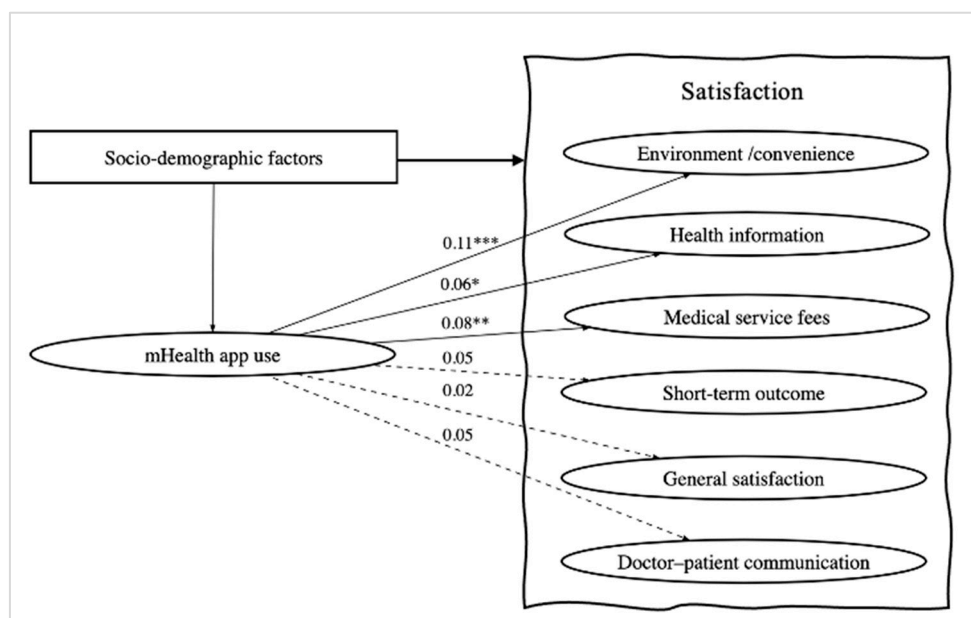 Satisfaction
Socio-demographic factors
Environment /convenience
0.11***
Health information
0.06*
Medical service fees
0.08**
mHealth app use
0.05
Short-term outcome
0.02
0.05
General satisfaction
Doctor–patient communication